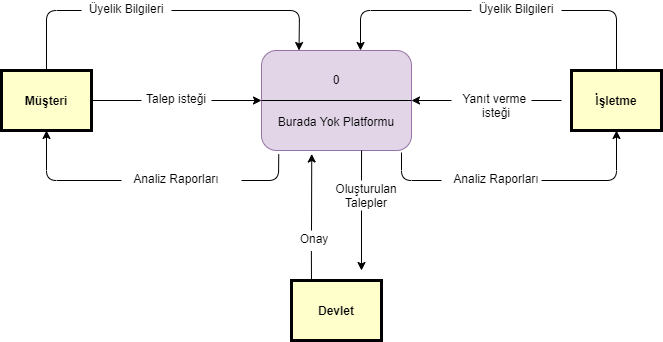 Üyelik Bilgileri
Üyelik Bilgileri
0
Müşteri
Talep isteği
Burada Yok Platformu
Yanıt verme
isteği
İşletme
Analiz Raporları
Oluşturulan
Talepler
Analiz Raporları
Onay
Devlet